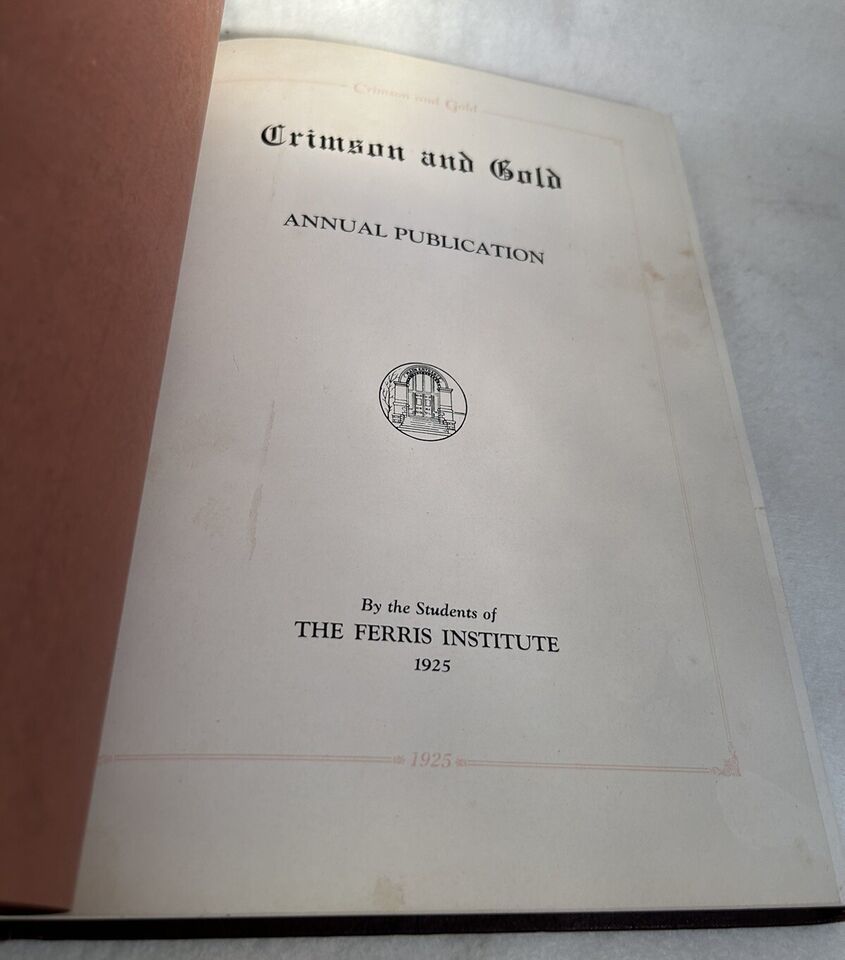 Crimson and Gold
Crimson and Gold
ANNUAL PUBLICATION
By the Students of
THE FERRIS INSTITUTE
1925
1925